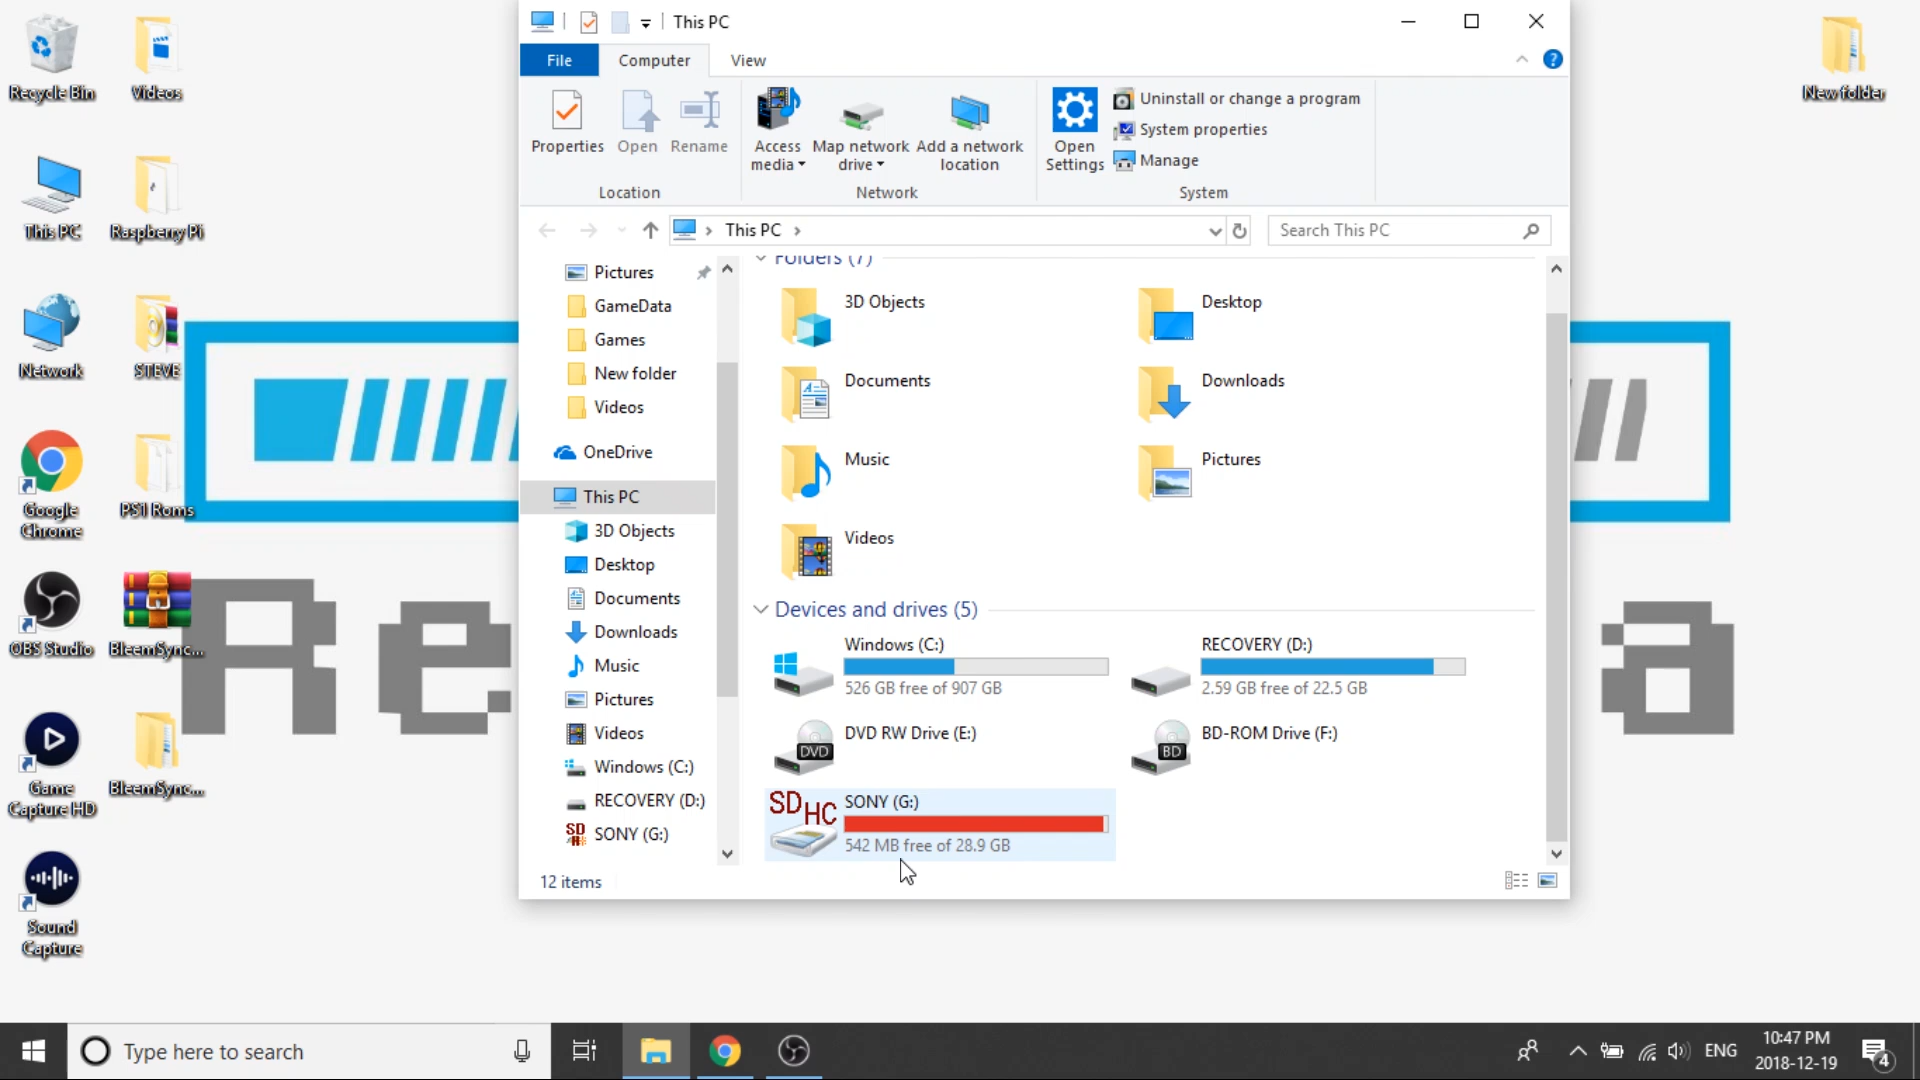 This PC
File
Computer
View
Properties
Open
Rename
Access media
Map network drive
Add a network location
Open Settings
Uninstall or change a program
System properties
Manage
Location
Network
System
This PC
Search This PC
Pictures
GameData
Games
New folder
Videos
OneDrive
This PC
3D Objects
Desktop
Documents
Downloads
Music
Pictures
Videos
Windows (C:)
RECOVERY (D:)
SD
SONY (G:)
Folders (7)
3D Objects
Desktop
Documents
Downloads
Music
Pictures
Videos
Devices and drives (5)
Windows (C:)
526 GB free of 907 GB
RECOVERY (D:)
2.59 GB free of 22.5 GB
DVD
DVD RW Drive (E:)
BD
BD-ROM Drive (F:)
SDHC
SONY (G:)
542 MB free of 28.9 GB
12 items
Recycle Bin
Videos
This PC
Raspberry Pi
Network
STEVE
Google Chrome
PS1 Roms
OBS Studio
BleemSync...
Game Capture HD
BleemSync...
Sound Capture
New folder
Re
a
Type here to search
ENG
10:47 PM
2018-12-19
4